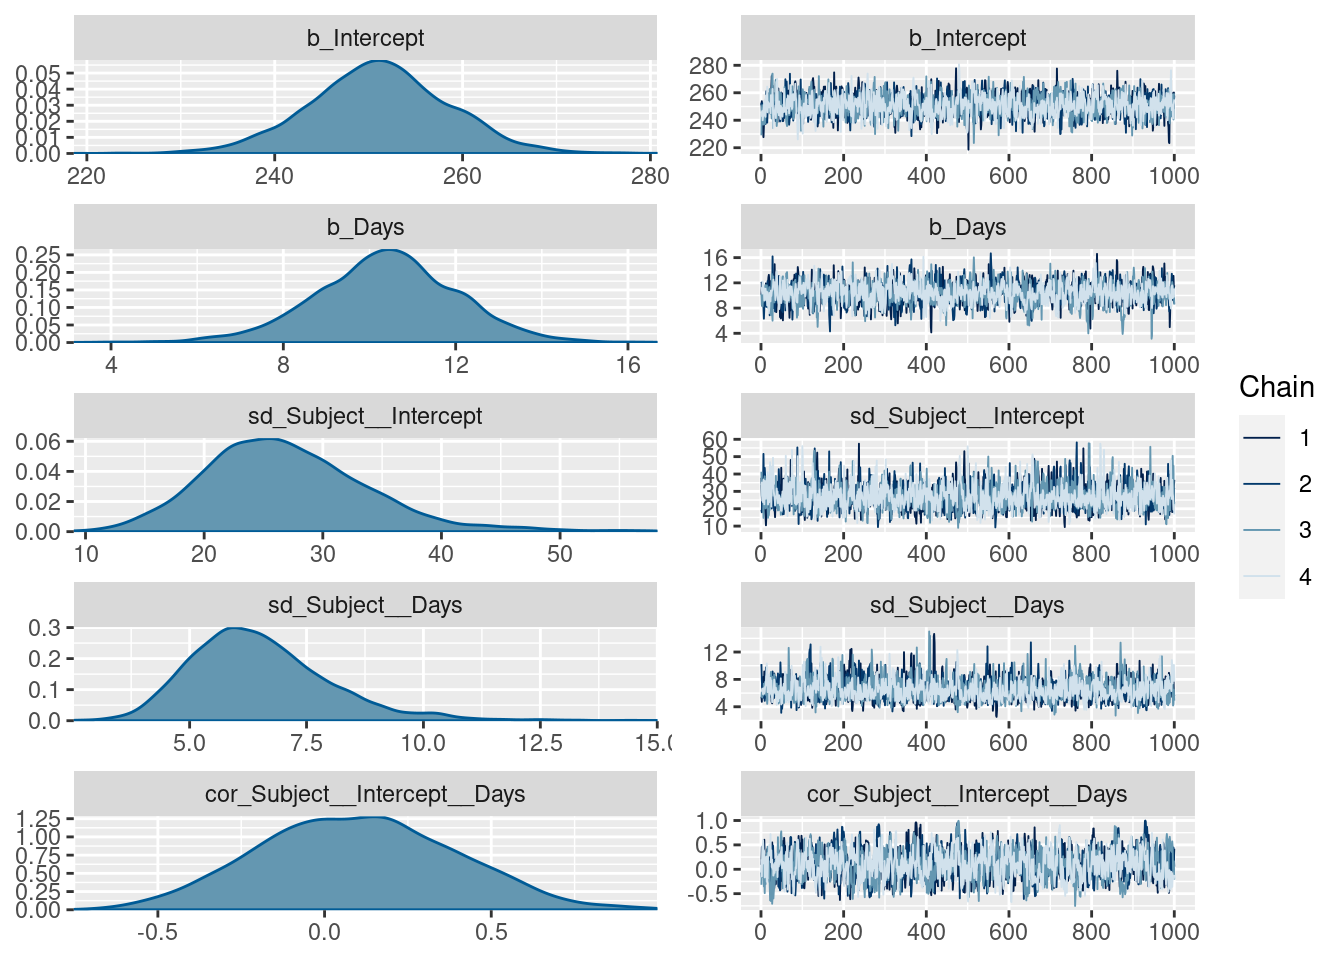 b_Intercept
0.05
0.04
0.03
0.02
0.01
0.00
220 240 260 280
b_Intercept
280
260
240
220
0 200 400 600 800 1000
b_Days
0.25
0.20
0.15
0.10
0.05
0.00
4 8 12 16
b_Days
16
12
8
4
0 200 400 600 800 1000
sd_Subject__Intercept
0.06
0.04
0.02
0.00
10 20 30 40 50
sd_Subject__Intercept
60
50
40
30
20
10
0 200 400 600 800 1000
sd_Subject__Days
0.3
0.2
0.1
0.0
5.0 7.5 10.0 12.5 15.0
sd_Subject__Days
12
8
4
0 200 400 600 800 1000
cor_Subject__Intercept__Days
1.25
1.00
0.75
0.50
0.25
0.00
-0.5 0.0 0.5
cor_Subject__Intercept__Days
1.0
0.5
0.0
-0.5
0 200 400 600 800 1000
Chain
1
2
3
4